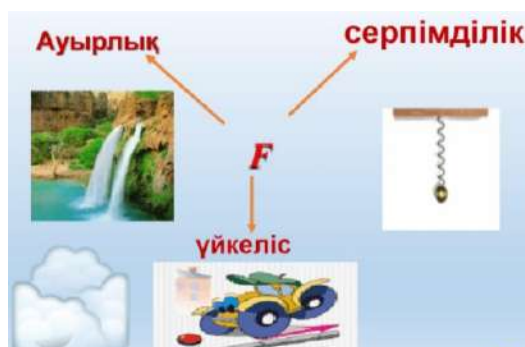 Ауырлық
серпімділік
F
үйкеліс